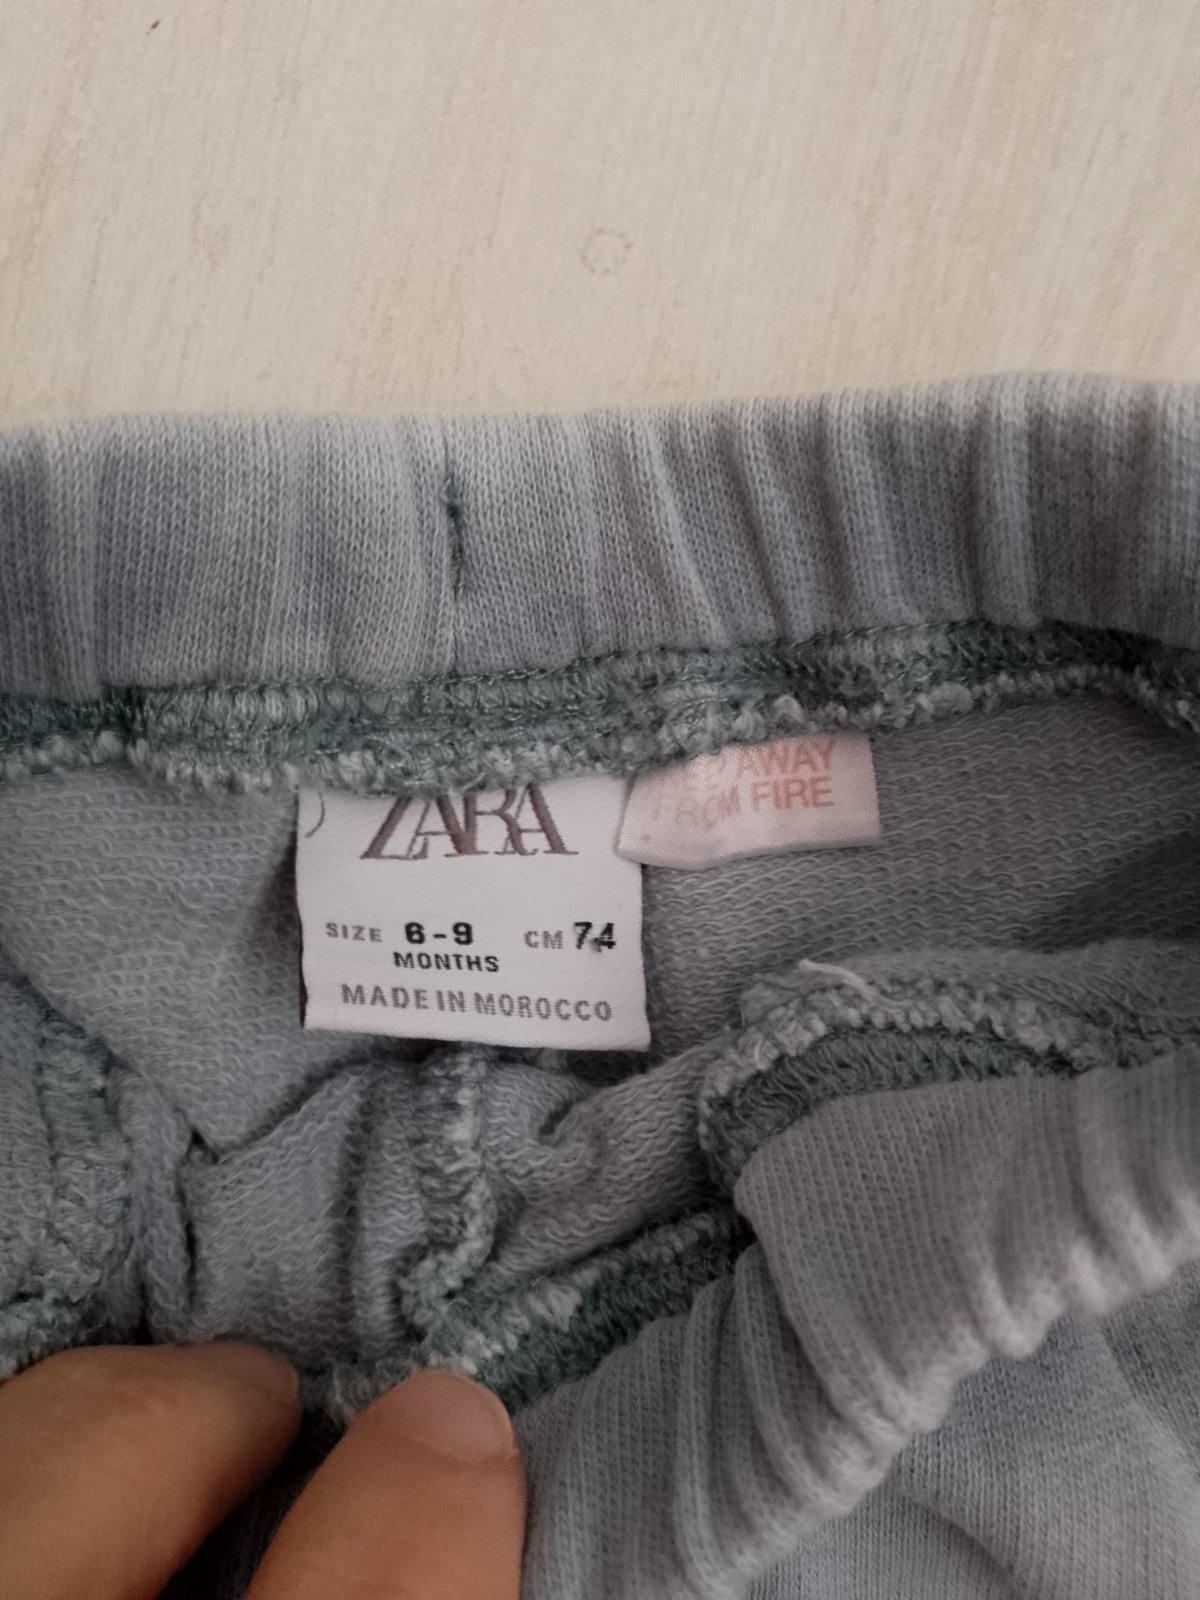 ZARA
SIZE 6-9 CM 74
MONTHS
MADE IN MOROCCO
AWAY
FROM FIRE